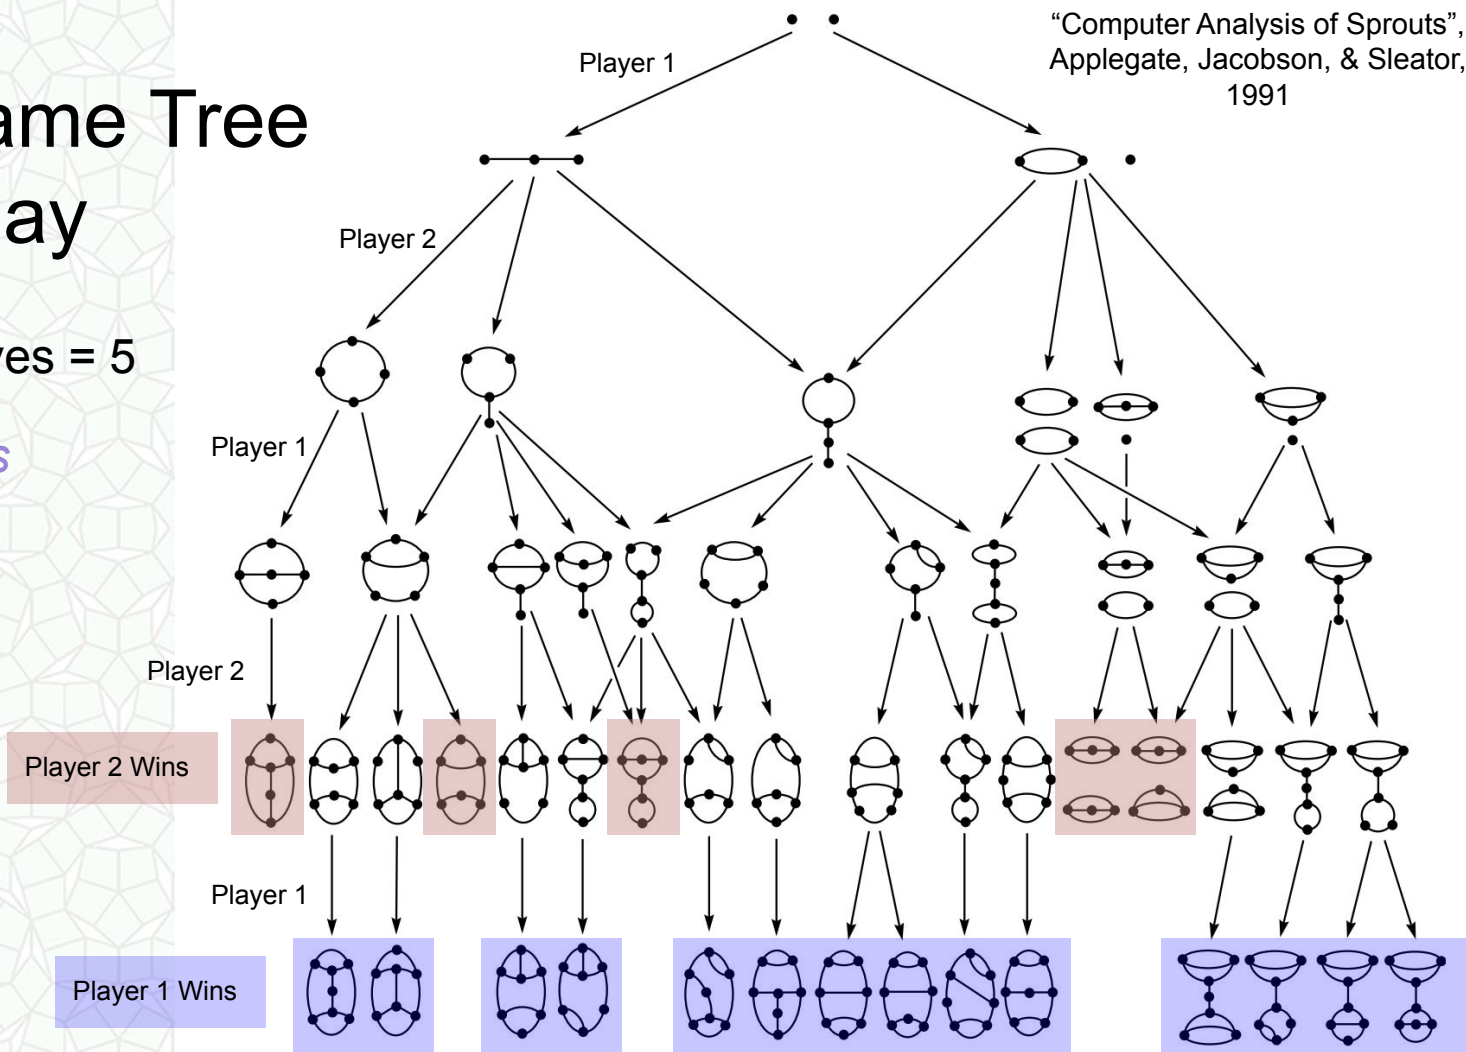 "Computer Analysis of Sprouts",
Applegate, Jacobson, & Sleator,
1991
Player 1
ame Tree
ay
Player 2
ves = 5
Player 1
s
Player 2
Player 2 Wins
Player 1
Player 1 Wins